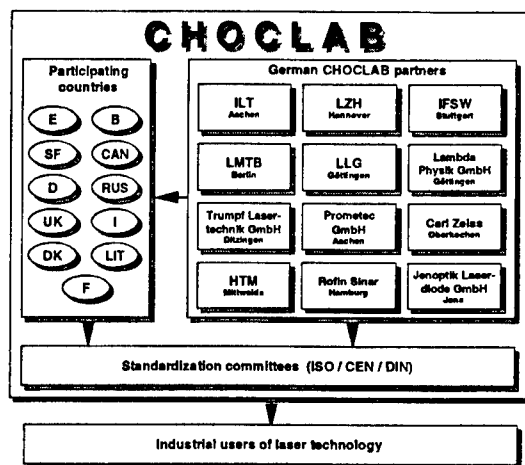 CHOCLAB
Participating
countries
E
B
SF
CAN
D
RUS
UK
I
DK
LIT
F
German CHOCLAB partners
ILT
Aachen
LZH
Hannover
IFSW
Stuttgart
LMTB
Berlin
LLG
Göttingen
Lambda
Physik GmbH
Göttingen
Trumpf Laser-
technik GmbH
Ditzingen
Prometec
GmbH
Aachen
Carl Zeiss
Oberkochen
HTM
Mittweida
Rofin Sinar
Hamburg
Jenoptik Laser-
diode GmbH
Jena
Standardization committees (ISO / CEN / DIN)
Industrial users of laser technology